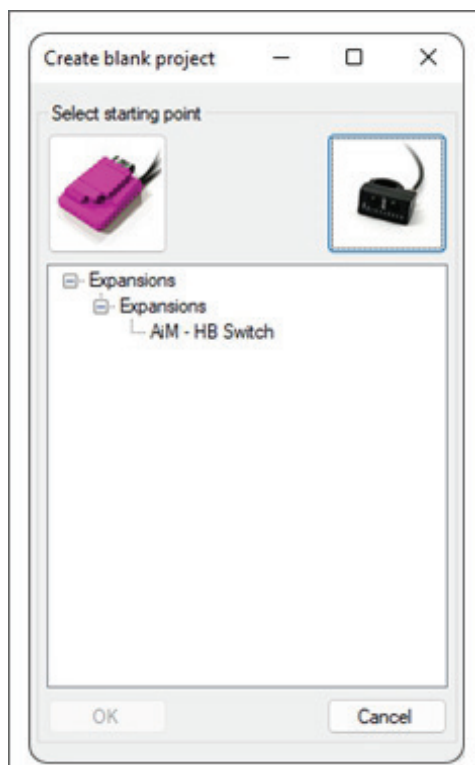 Create blank project
Select starting point
Expansions
Expansions
AiM - HB Switch
OK
Cancel